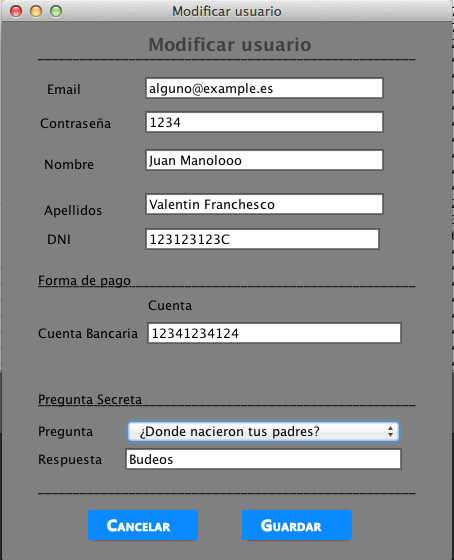 Modificar usuario
Modificar usuario
Email alguno@example.es
Contraseña 1234
Nombre Juan Manolooo
Apellidos Valentin Franchesco
DNI 123123123C
Forma de pago
Cuenta
Cuenta Bancaria 12341234124
Pregunta Secreta
Pregunta ¿Donde nacieron tus padres?
Respuesta Budeos
Cancelar Guardar